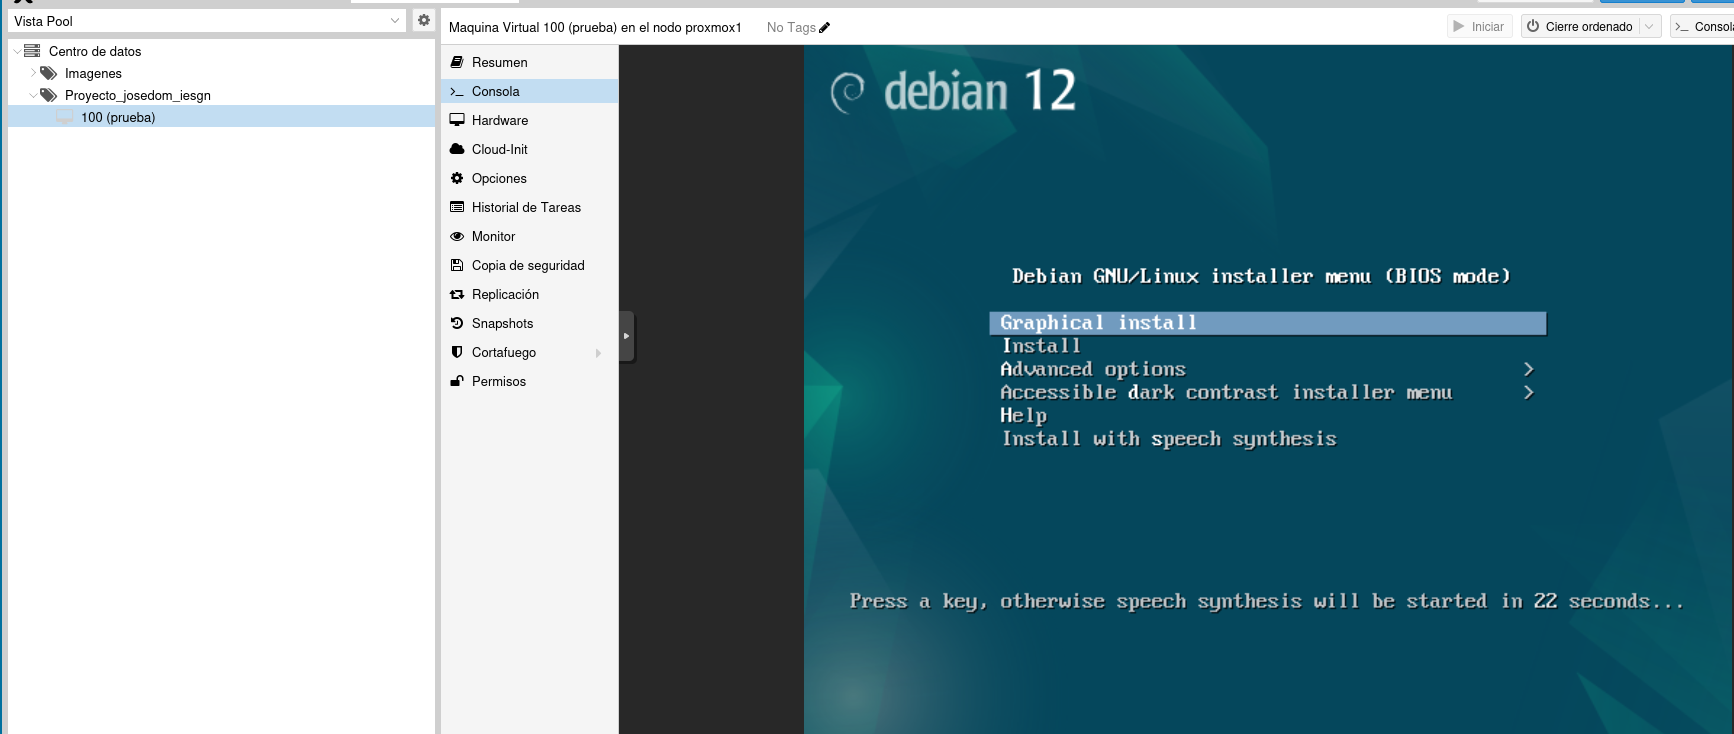 Vista Pool
Centro de datos
Imagenes
Proyecto_josedom_iesgn
100 (prueba)
Maquina Virtual 100 (prueba) en el nodo proxmox1 No Tags
Iniciar Cierre ordenado >_ Consol
Resumen
>_ Consola
Hardware
Cloud-Init
Opciones
Historial de Tareas
Monitor
Copia de seguridad
Replicación
Snapshots
Cortafuego
Permisos
debian 12
Debian GNU/Linux installer menu (BIOS mode)
Graphical install
Install
Advanced options >
Accessible dark contrast installer menu >
Help
Install with speech synthesis
Press a key, otherwise speech synthesis will be started in 22 seconds...